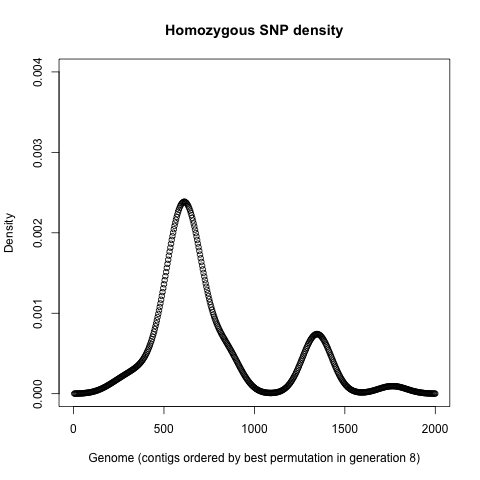 Homozygous SNP density
Density
0.004
0.003
0.002
0.001
0.000
0 500 1000 1500 2000
Genome (contigs ordered by best permutation in generation 8)